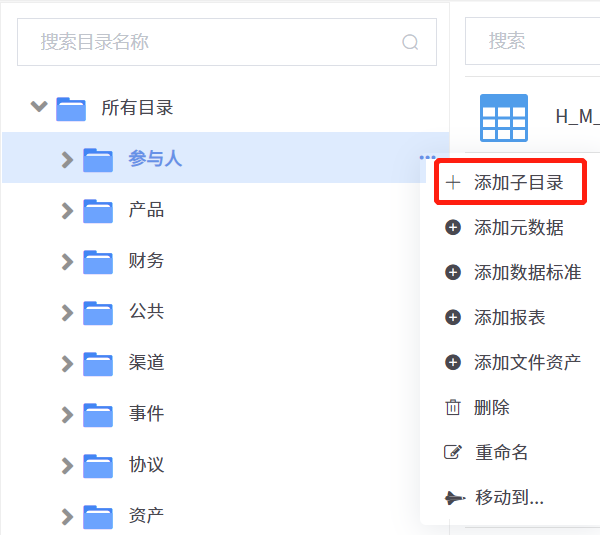 搜索目录名称
所有目录
参与人
产品
财务
公共
渠道
事件
协议
资产
搜索
H_M_
添加子目录
添加元数据
添加数据标准
添加报表
添加文件资产
删除
重命名
移动到...